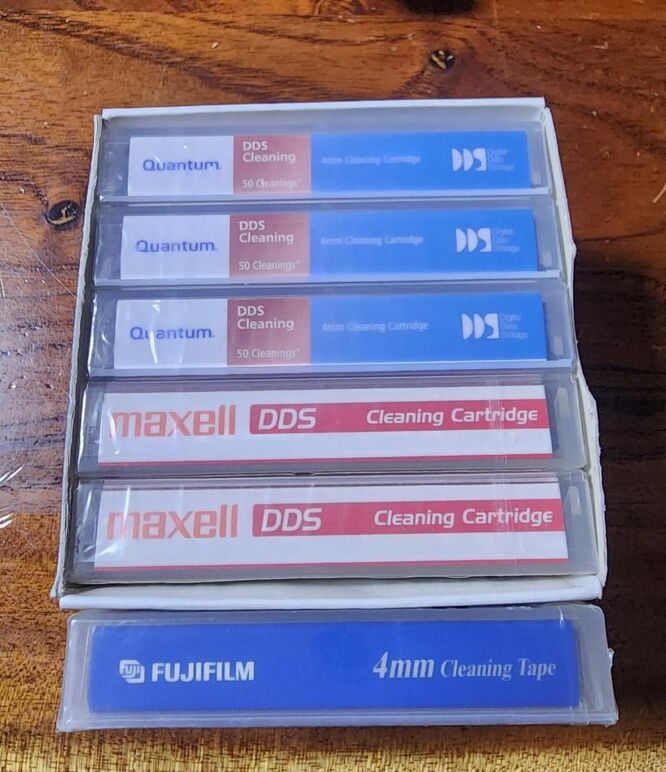 Quantum.
DDS
Cleaning
50 Cleanings*
4mm Cleaning Cartridge
DDS
Digital
Data
Storage
Quantum.
DDS
Cleaning
50 Cleanings*
4mm Cleaning Cartridge
DDS
Digital
Data
Storage
Quantum.
DDS
Cleaning
50 Cleanings*
4mm Cleaning Cartridge
DDS
Digital
Data
Storage
maxell DDS Cleaning Cartridge
maxell DDS Cleaning Cartridge
FUJI FUJIFILM 4mm Cleaning Tape